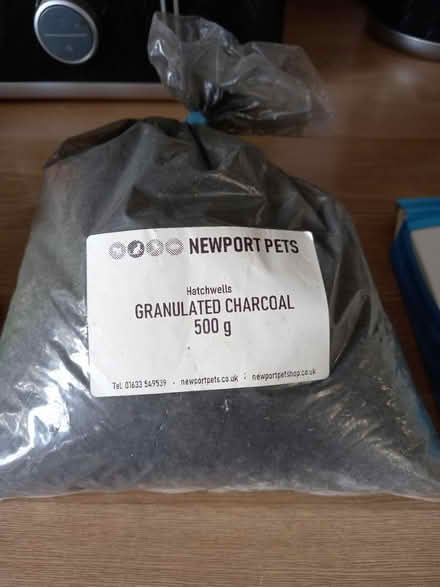 NEWPORT PETS
Hatchwells
GRANULATED CHARCOAL
500 g
Tel. 01633 549539 · newportpets.co.uk : newportpetshop.co.uk